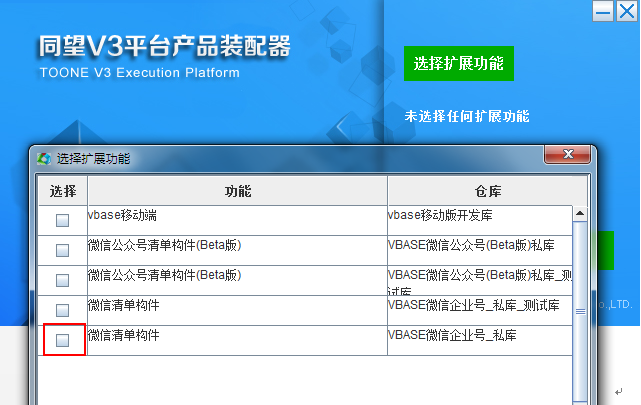 同望V3平台产品装配器
TOONE V3 Execution Platform
选择扩展功能
未选择任何扩展功能
选择扩展功能
选择 功能 仓库
vbase移动端 vbase移动版开发库
微信公众号清单构件(Beta版) VBASE微信公众号(Beta版)私库
微信公众号清单构件(Beta版) VBASE微信公众号(Beta版)私库_测
试库
微信清单构件 VBASE微信企业号_私库_测试库
微信清单构件 VBASE微信企业号_私库
o.,LTD.